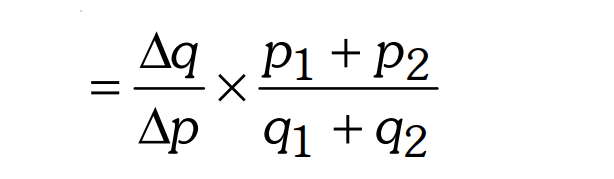 = Δq/Δp × (p₁ + p₂)/(q₁ + q₂)